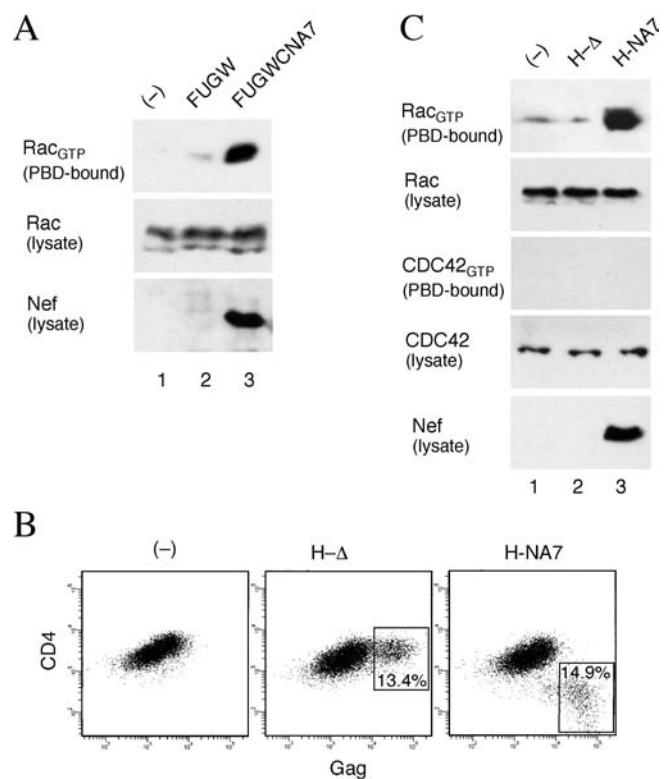 A
(-)
FUGW
FUGWCNA7
RacGTP
(PBD-bound)
Rac
(lysate)
Nef
(lysate)
1 2 3
C
(-)
H-Δ
H-NA7
RacGTP
(PBD-bound)
Rac
(lysate)
CDC42GTP
(PBD-bound)
CDC42
(lysate)
Nef
(lysate)
1 2 3
B
(-) H-Δ H-NA7
CD4
13.4%
14.9%
Gag